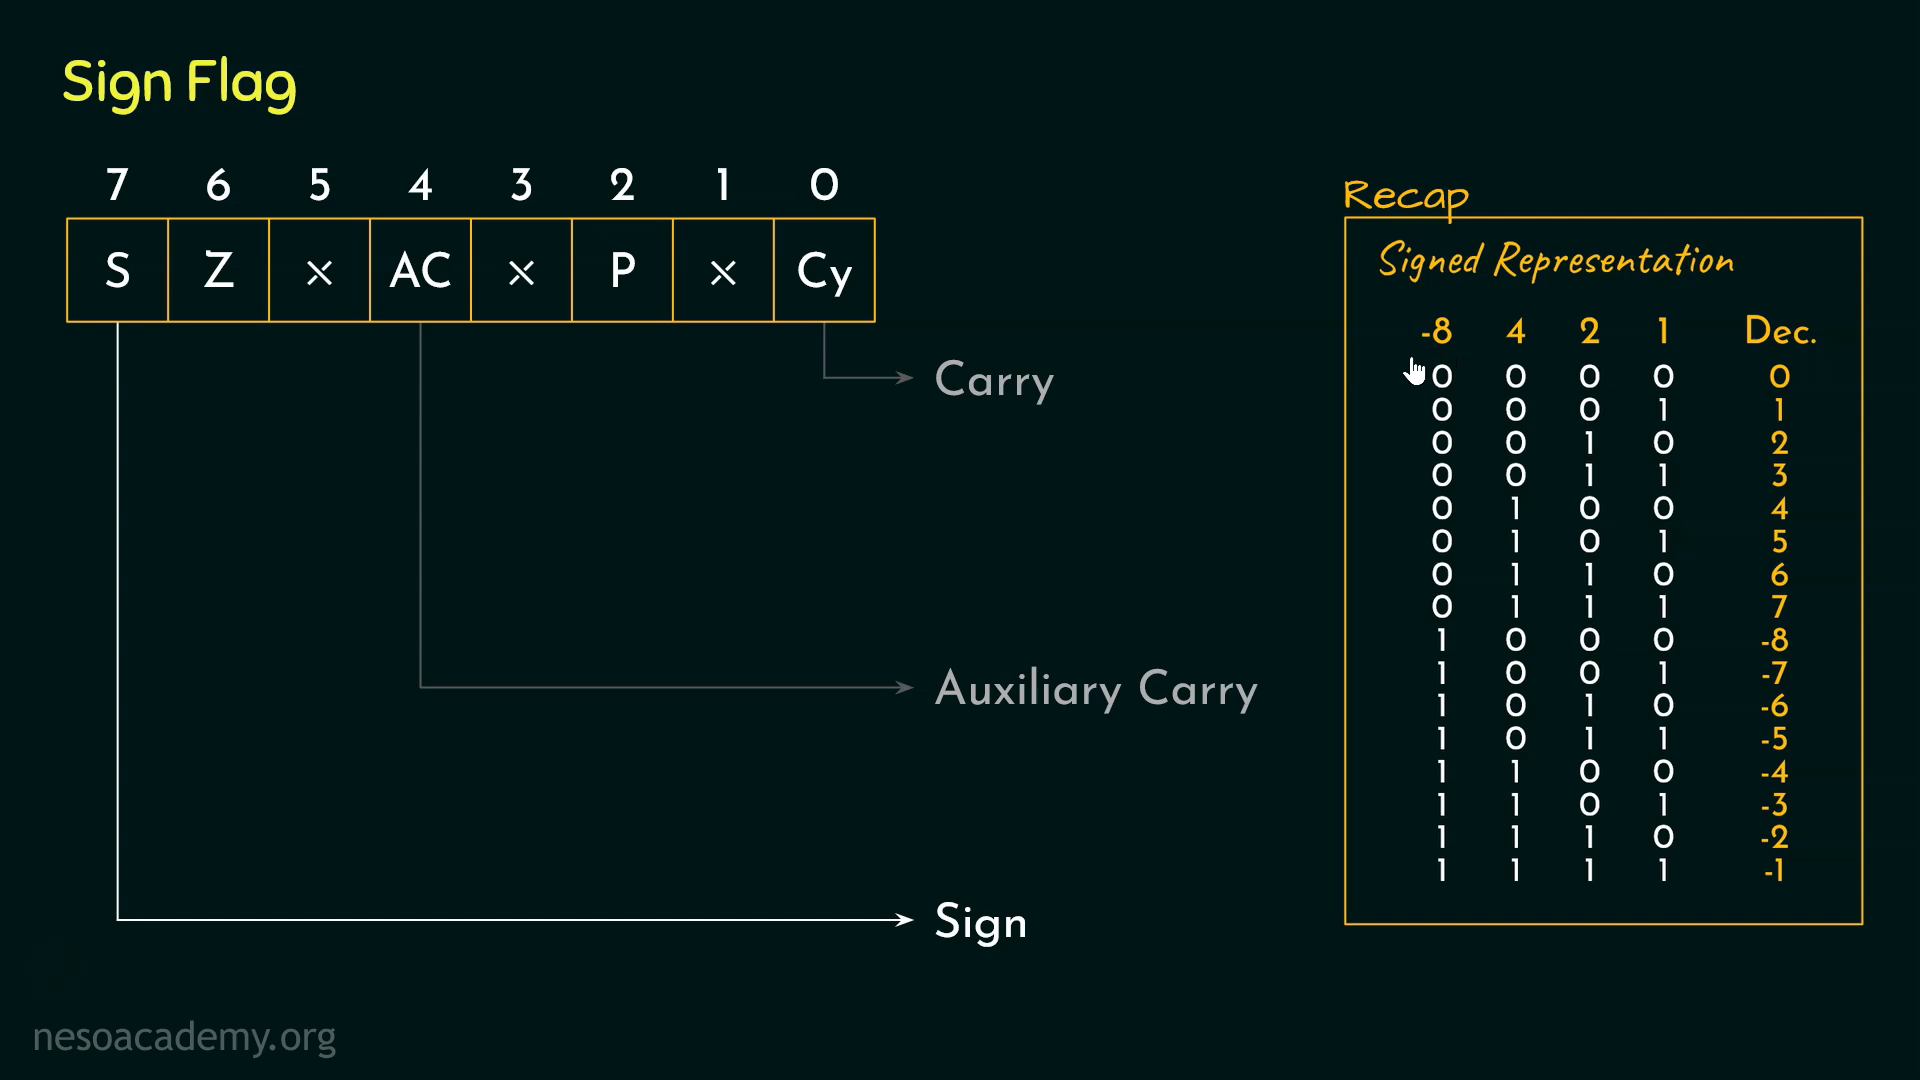 Sign Flag
7 6 5 4 3 2 1 0
S Z × AC × P × Cy
Carry
Auxiliary Carry
Sign
Recap
Signed Representation
-8 4 2 1 Dec.
0 0 0 0 0
0 0 0 1 1
0 0 1 0 2
0 0 1 1 3
0 1 0 0 4
0 1 0 1 5
0 1 1 0 6
0 1 1 1 7
1 0 0 0 -8
1 0 0 1 -7
1 0 1 0 -6
1 0 1 1 -5
1 1 0 0 -4
1 1 0 1 -3
1 1 1 0 -2
1 1 1 1 -1
nesoacademy.org